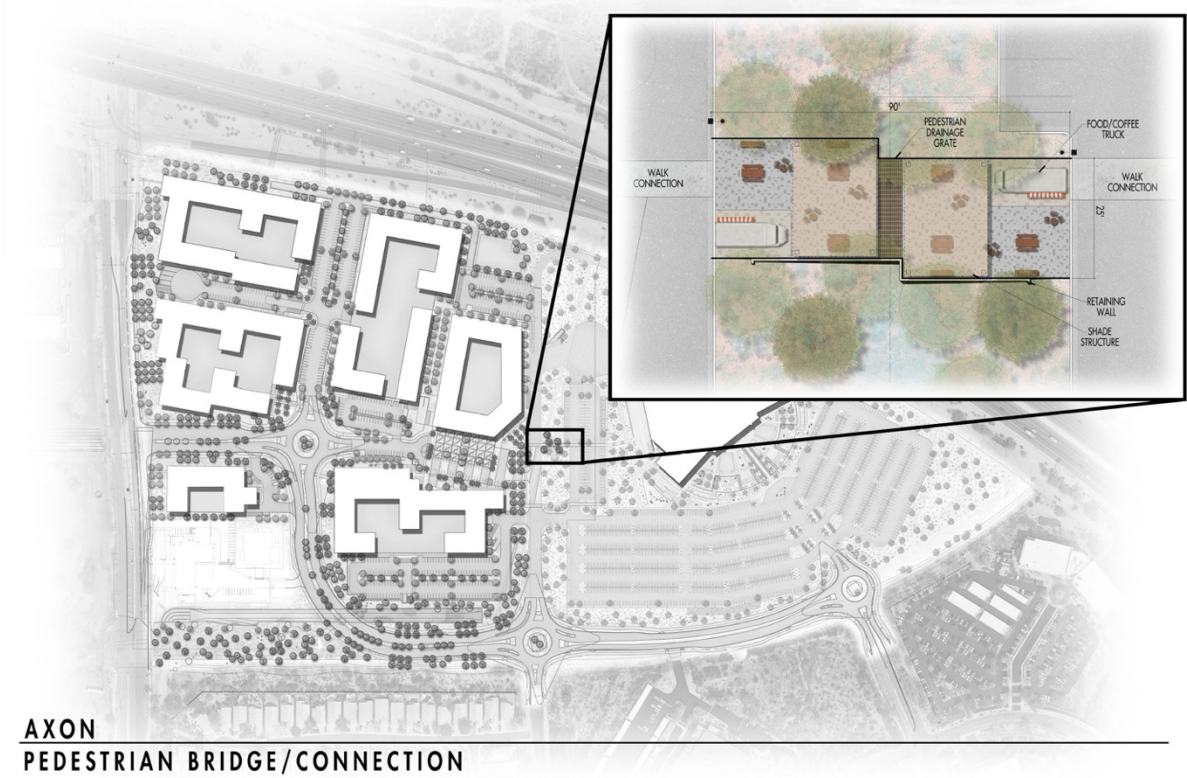 90'
PEDESTRIAN
DRAINAGE
GRATE
FOOD/COFFEE
TRUCK
WALK
CONNECTION
WALK
CONNECTION
25'
RETAINING
WALL
SHADE
STRUCTURE
AXON
PEDESTRIAN BRIDGE/CONNECTION